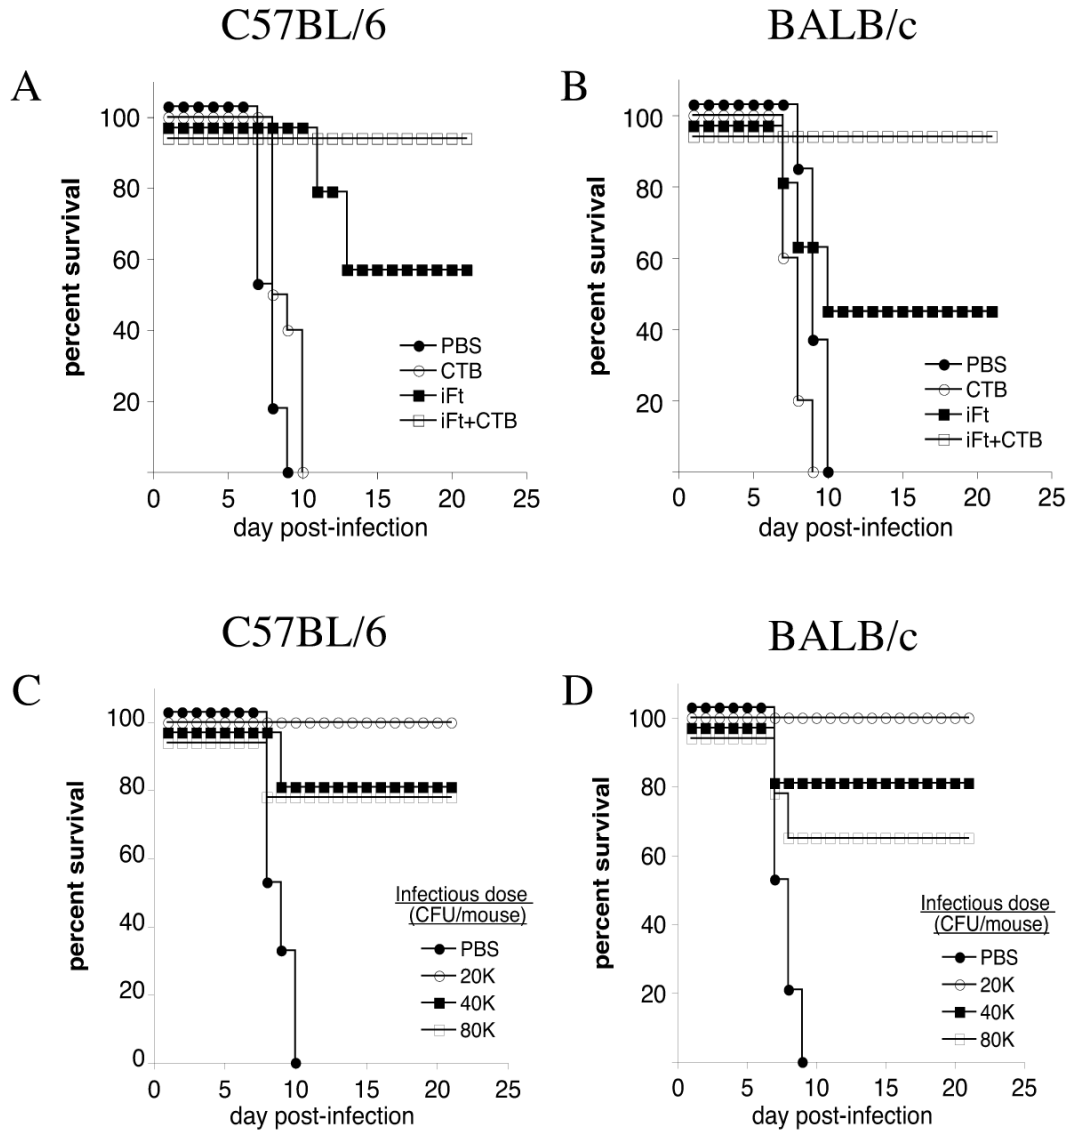 C57BL/6
BALB/c
A
B
percent survival
100
80
60
40
20
PBS
CTB
iFt
iFt+CTB
0 5 10 15 20 25
day post-infection
percent survival
100
80
60
40
20
PBS
CTB
iFt
iFt+CTB
0 5 10 15 20 25
day post-infection
C57BL/6
BALB/c
C
D
percent survival
100
80
60
40
20
0
Infectious dose
(CFU/mouse)
PBS
20K
40K
80K
0 5 10 15 20 25
day post-infection
percent survival
100
80
60
40
20
Infectious dose
(CFU/mouse)
PBS
20K
40K
80K
0 5 10 15 20 25
day post-infection